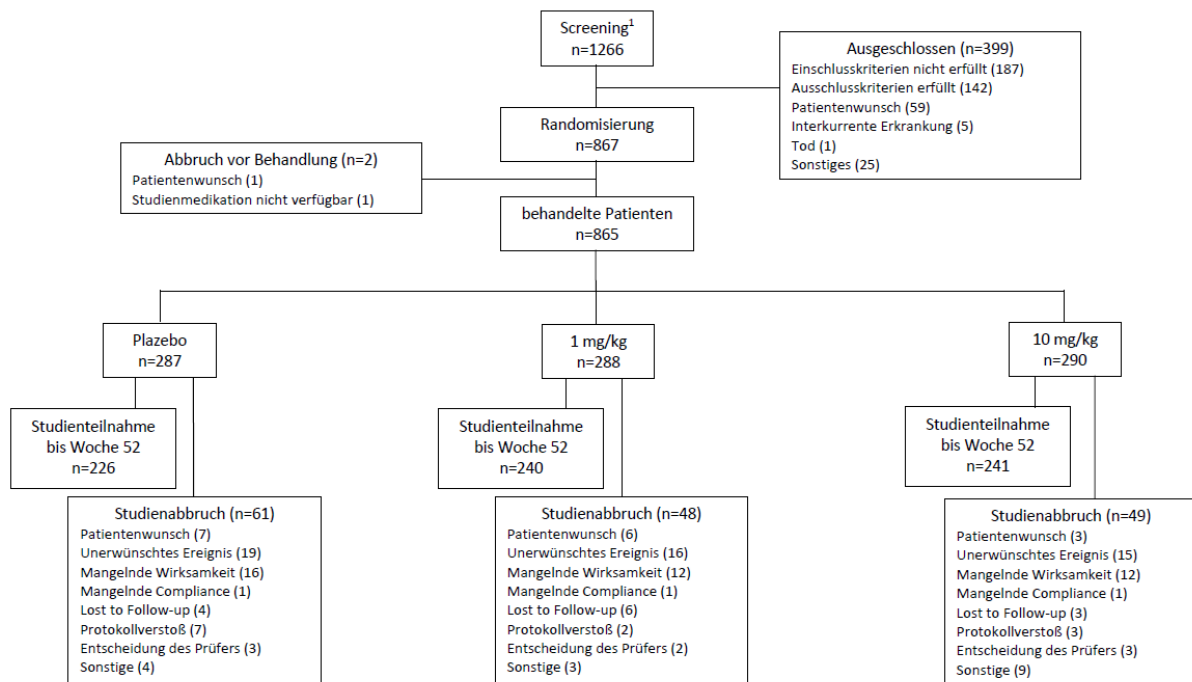 Screening¹
n=1266
Ausgeschlossen (n=399)
Einschlusskriterien nicht erfüllt (187)
Ausschlusskriterien erfüllt (142)
Patientenwunsch (59)
Interkurrente Erkrankung (5)
Tod (1)
Sonstiges (25)
Randomisierung
n=867
Abbruch vor Behandlung (n=2)
Patientenwunsch (1)
Studienmedikation nicht verfügbar (1)
behandelte Patienten
n=865
Plazebo
n=287
1 mg/kg
n=288
10 mg/kg
n=290
Studienteilnahme
bis Woche 52
n=226
Studienteilnahme
bis Woche 52
n=240
Studienteilnahme
bis Woche 52
n=241
Studienabbruch (n=61)
Patientenwunsch (7)
Unerwünschtes Ereignis (19)
Mangelnde Wirksamkeit (16)
Mangelnde Compliance (1)
Lost to Follow-up (4)
Protokollverstoß (7)
Entscheidung des Prüfers (3)
Sonstige (4)
Studienabbruch (n=48)
Patientenwunsch (6)
Unerwünschtes Ereignis (16)
Mangelnde Wirksamkeit (12)
Mangelnde Compliance (1)
Lost to Follow-up (6)
Protokollverstoß (2)
Entscheidung des Prüfers (2)
Sonstige (3)
Studienabbruch (n=49)
Patientenwunsch (3)
Unerwünschtes Ereignis (15)
Mangelnde Wirksamkeit (12)
Mangelnde Compliance (1)
Lost to Follow-up (3)
Protokollverstoß (3)
Entscheidung des Prüfers (3)
Sonstige (9)